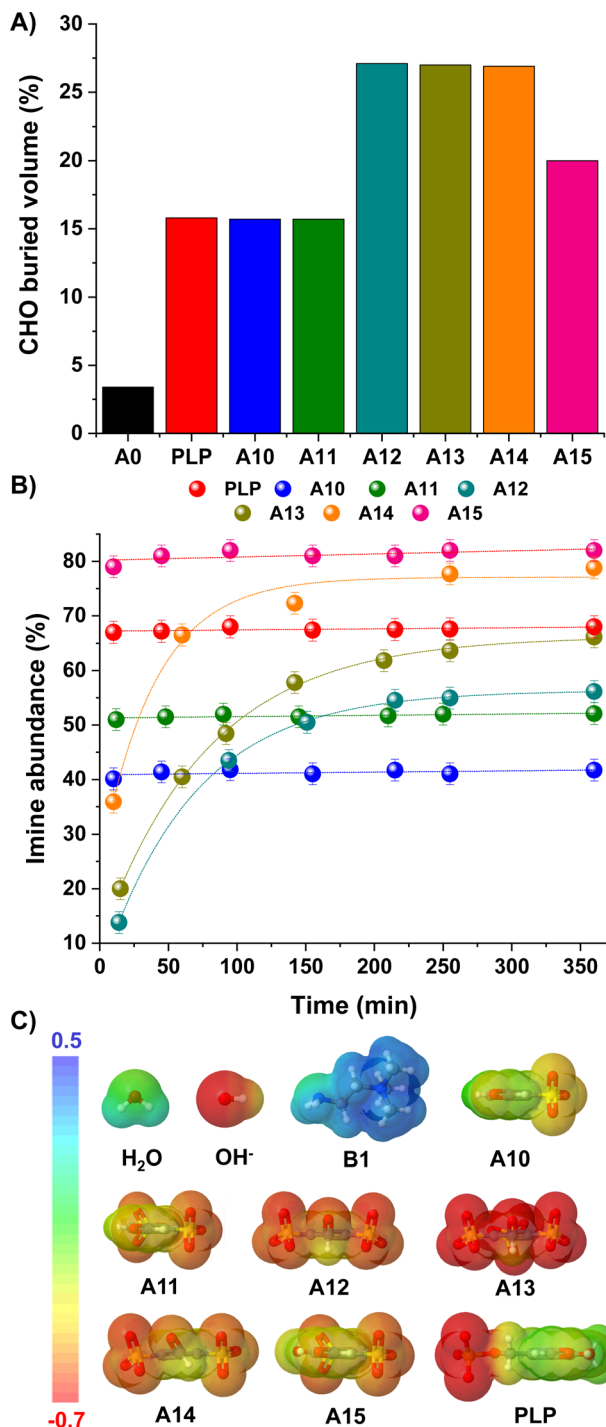 A)
CHO buried volume (%)
30
25
20
15
10
5
0
A0 PLP A10 A11 A12 A13 A14 A15
B)
PLP A10 A11 A12
A13 A14 A15
Imine abundance (%)
80
70
60
50
40
30
20
10
0 50 100 150 200 250 300 350
Time (min)
C)
0.5
-0.7
H₂O OH⁻ B1 A10
A11 A12 A13
A14 A15 PLP